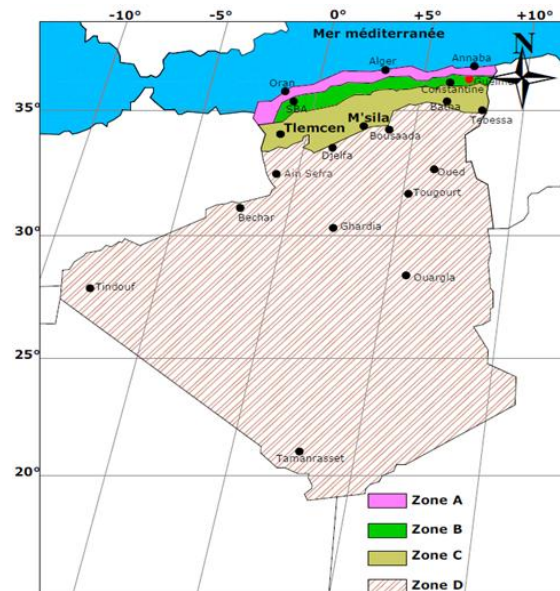 -10° -5° 0° +5° +10°
Mer méditerranée
N
Alger
Annaba
Oran
Guelma
Constantine
SBA
35°
Batna
Tebessa
Tlemcen
M'sila
Bousaada
Djelfa
Ain Sefra
Oued
Tougourt
Bechar
30°
Ghardia
Tindouf
Ouargla
25°
Tamanrasset
20°
Zone A
Zone B
Zone C
Zone D